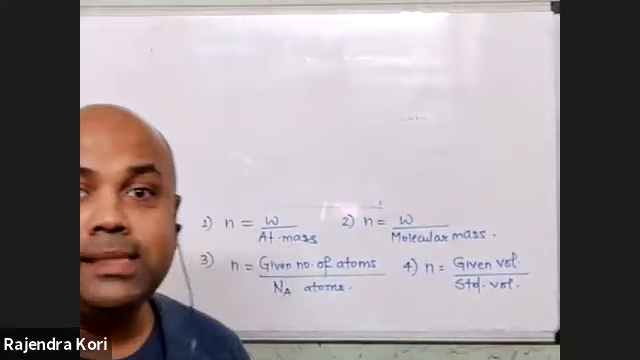 1) n = W / At. mass 2) n = W / Molecular mass.
3) n = Given no. of atoms / NA atoms. 4) n = Given vol. / Std. vol.
Rajendra Kori